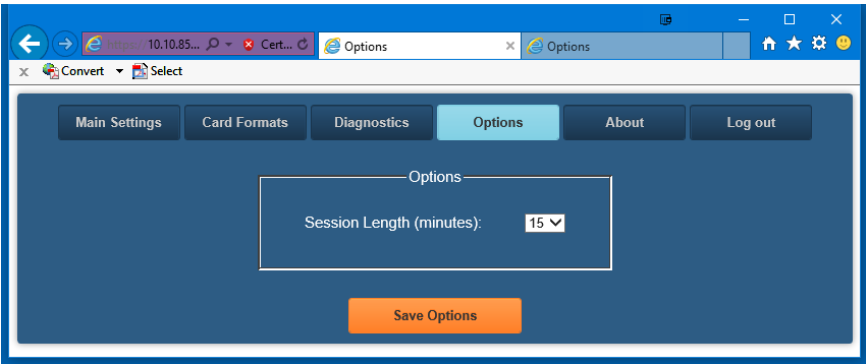 https 10.10.85... Cert... Options Options
Convert Select
Main Settings Card Formats Diagnostics Options About Log out
Options
Session Length (minutes): 15
Save Options